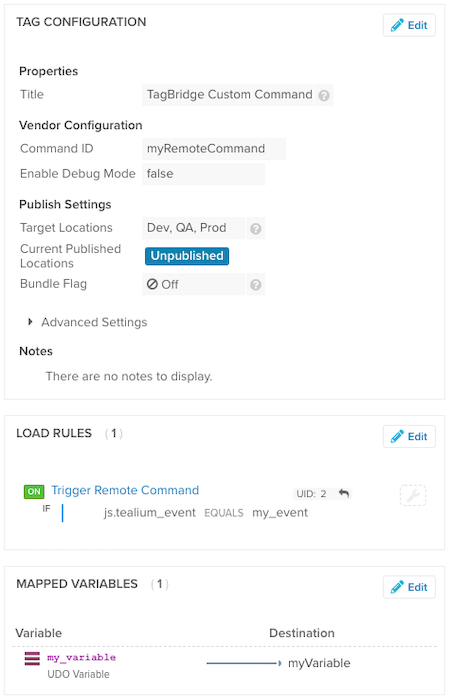 TAG CONFIGURATION
Edit
Properties
Title TagBridge Custom Command ?
Vendor Configuration
Command ID myRemoteCommand
Enable Debug Mode false
Publish Settings
Target Locations Dev, QA, Prod ?
Current Published
Locations
Unpublished
Bundle Flag Off ?
Advanced Settings
Notes
There are no notes to display.
LOAD RULES (1)
Edit
ON Trigger Remote Command UID: 2
IF js.tealium_event EQUALS my_event
MAPPED VARIABLES (1)
Edit
Variable Destination
my_variable myVariable
UDO Variable